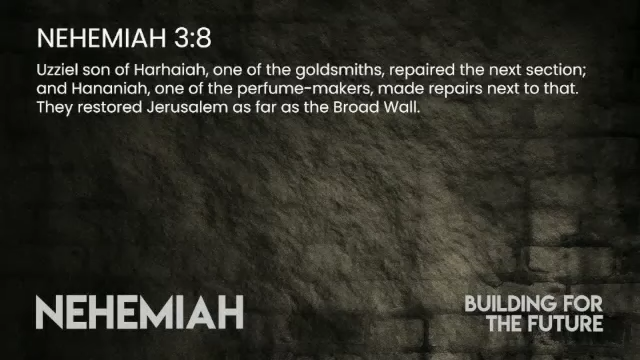 NEHEMIAH 3:8
Uzziel son of Harhaiah, one of the goldsmiths, repaired the next section;
and Hananiah, one of the perfume-makers, made repairs next to that.
They restored Jerusalem as far as the Broad Wall.
NEHEMIAH
BUILDING FOR
THE FUTURE